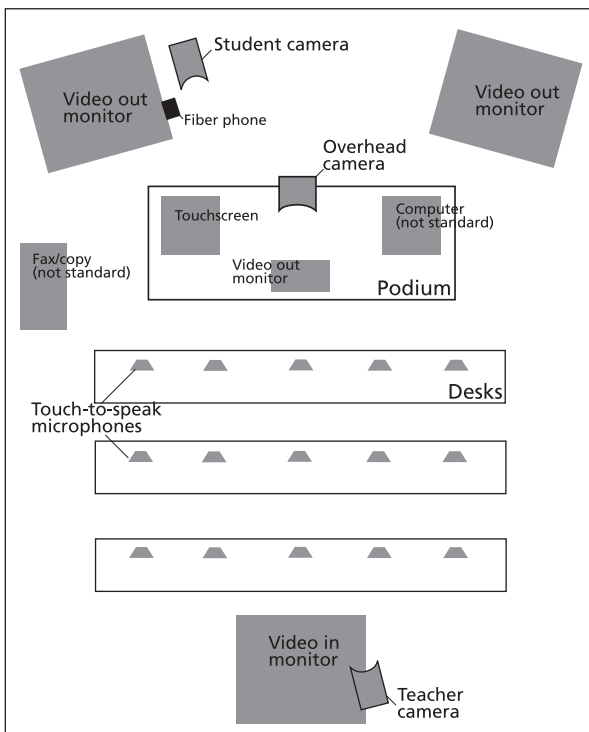 Student camera
Video out
monitor
Fiber phone
Video out
monitor
Overhead
camera
Touchscreen
Computer
(not standard)
Fax/copy
(not standard)
Video out
monitor
Podium
Desks
Touch-to-speak
microphones
Video in
monitor
Teacher
camera